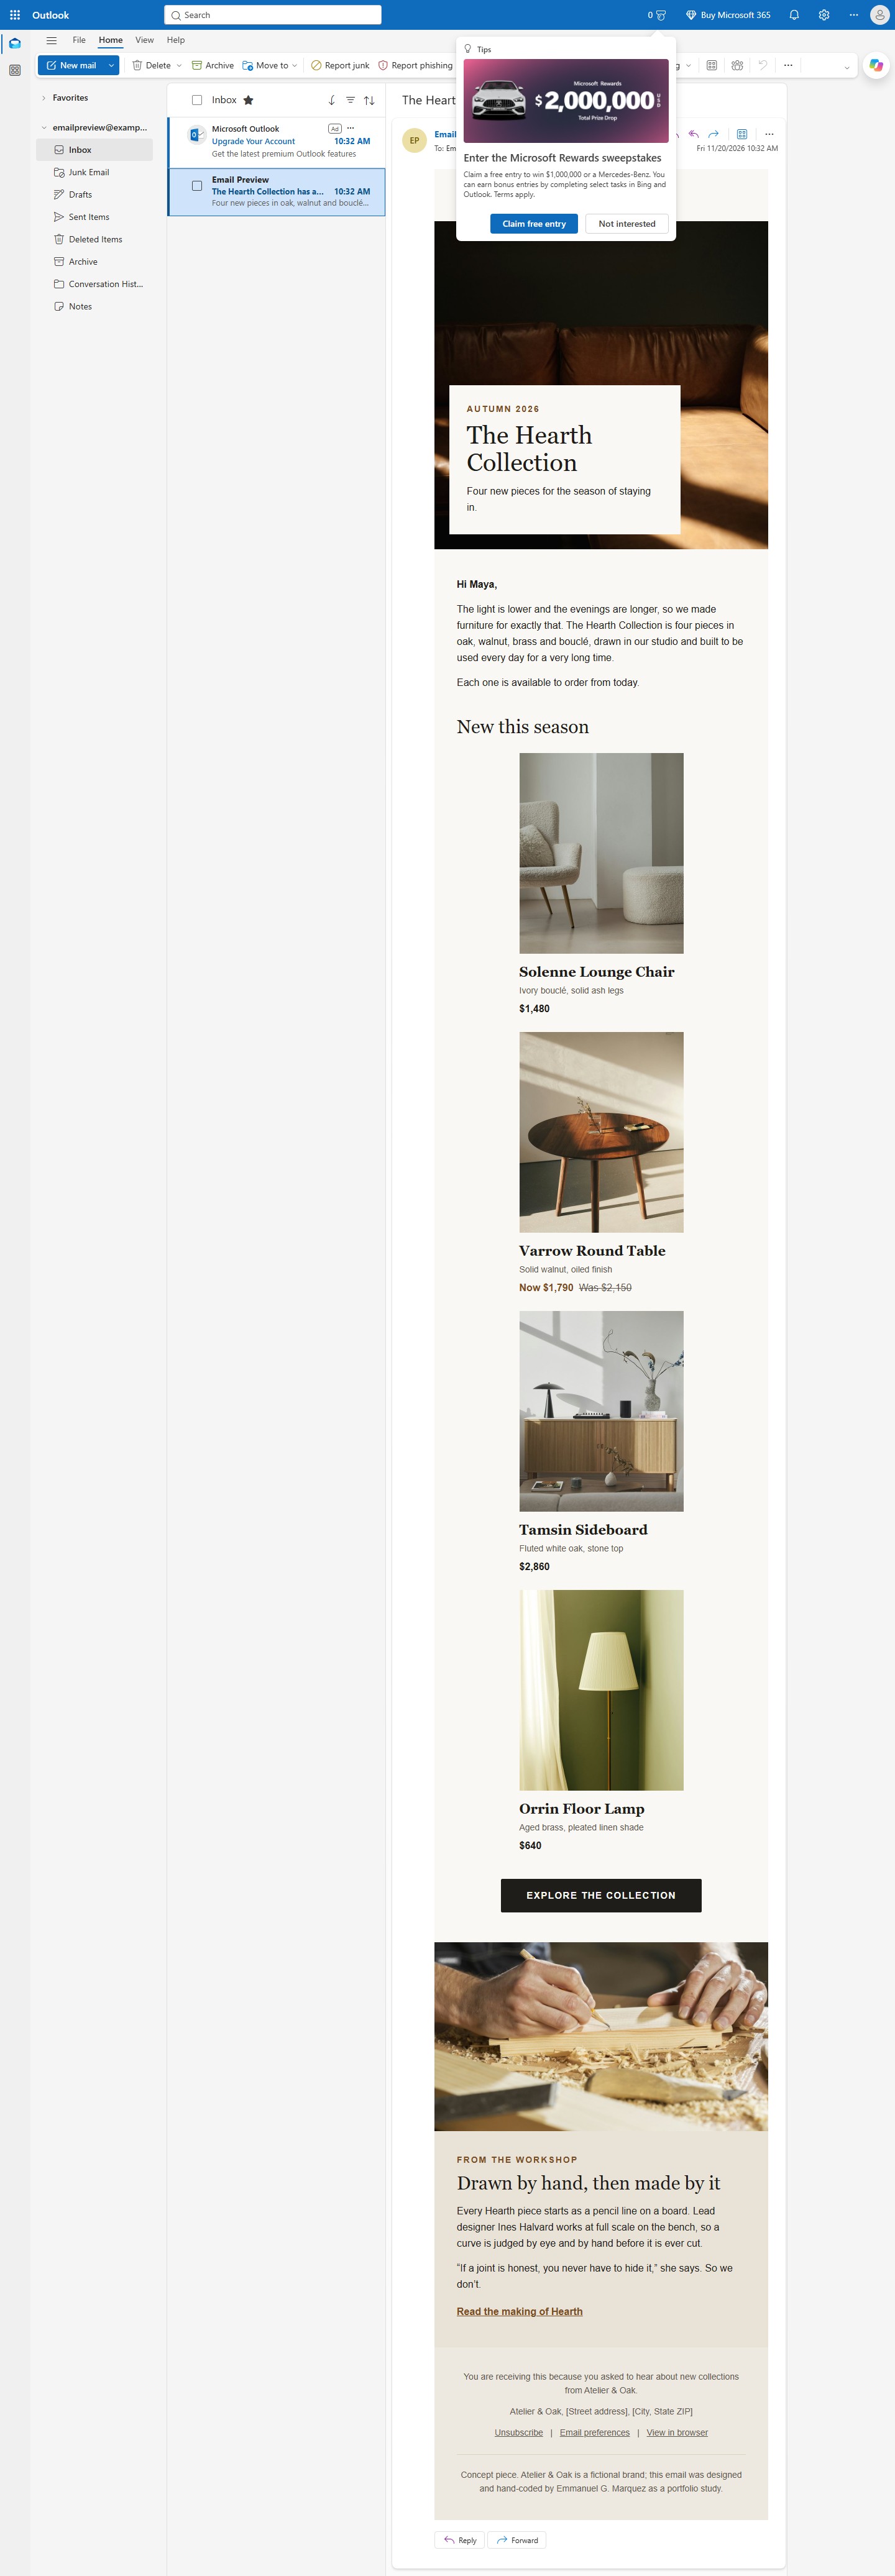 Outlook
Search
0
Buy Microsoft 365
File Home View Help
New mail
Delete
Archive
Move to
Report junk
Report phishing
Tips
Microsoft Rewards
$2,000,000 USD
Total Prize Drop
Enter the Microsoft Rewards sweepstakes
Claim a free entry to win $1,000,000 or a Mercedes-Benz. You
can earn bonus entries by completing select tasks in Bing and
Outlook. Terms apply.
Claim free entry
Not interested
Favorites
emailpreview@examp...
Inbox
Junk Email
Drafts
Sent Items
Deleted Items
Archive
Conversation Hist...
Notes
Inbox
Microsoft Outlook
Ad
Upgrade Your Account
10:32 AM
Get the latest premium Outlook features
Email Preview
The Hearth Collection has a...
10:32 AM
Four new pieces in oak, walnut and bouclé...
The Heart
EP
Email
To: Em
Fri 11/20/2026 10:32 AM
AUTUMN 2026
The Hearth
Collection
Four new pieces for the season of staying
in.
Hi Maya,
The light is lower and the evenings are longer, so we made
furniture for exactly that. The Hearth Collection is four pieces in
oak, walnut, brass and bouclé, drawn in our studio and built to be
used every day for a very long time.
Each one is available to order from today.
New this season
Solenne Lounge Chair
Ivory bouclé, solid ash legs
$1,480
Varrow Round Table
Solid walnut, oiled finish
Now $1,790 Was $2,150
Tamsin Sideboard
Fluted white oak, stone top
$2,860
Orrin Floor Lamp
Aged brass, pleated linen shade
$640
EXPLORE THE COLLECTION
FROM THE WORKSHOP
Drawn by hand, then made by it
Every Hearth piece starts as a pencil line on a board. Lead
designer Ines Halvard works at full scale on the bench, so a
curve is judged by eye and by hand before it is ever cut.
“If a joint is honest, you never have to hide it,” she says. So we
don’t.
Read the making of Hearth
You are receiving this because you asked to hear about new collections
from Atelier & Oak.
Atelier & Oak, [Street address], [City, State ZIP]
Unsubscribe | Email preferences | View in browser
Concept piece. Atelier & Oak is a fictional brand; this email was designed
and hand-coded by Emmanuel G. Marquez as a portfolio study.
Reply
Forward